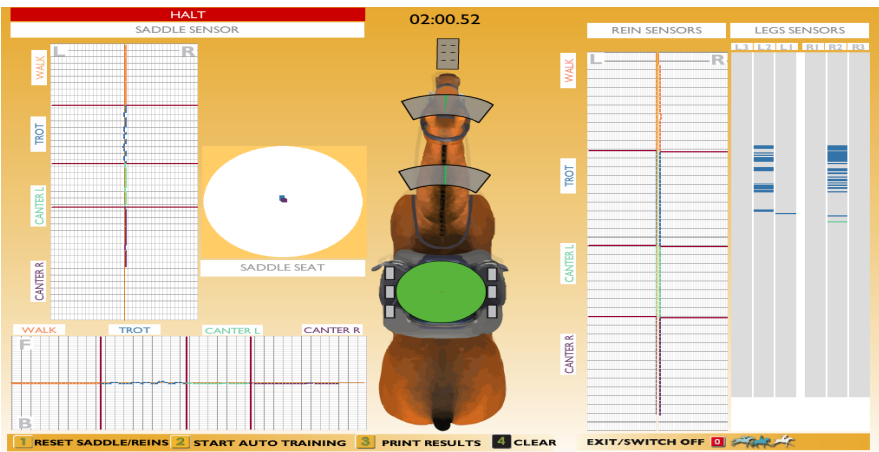 HALT
SADDLE SENSOR
02:00.52
REIN SENSORS
LEGS SENSORS
L3 L2 L1 R1 R2 R3
L R
WALK
TROT
CANTER L
CANTER R
SADDLE SEAT
L R
WALK
TROT
CANTER L
CANTER R
WALK TROT CANTER L CANTER R
F
B
1 RESET SADDLE/REINS 2 START AUTO TRAINING 3 PRINT RESULTS 4 CLEAR EXIT/SWITCH OFF 0